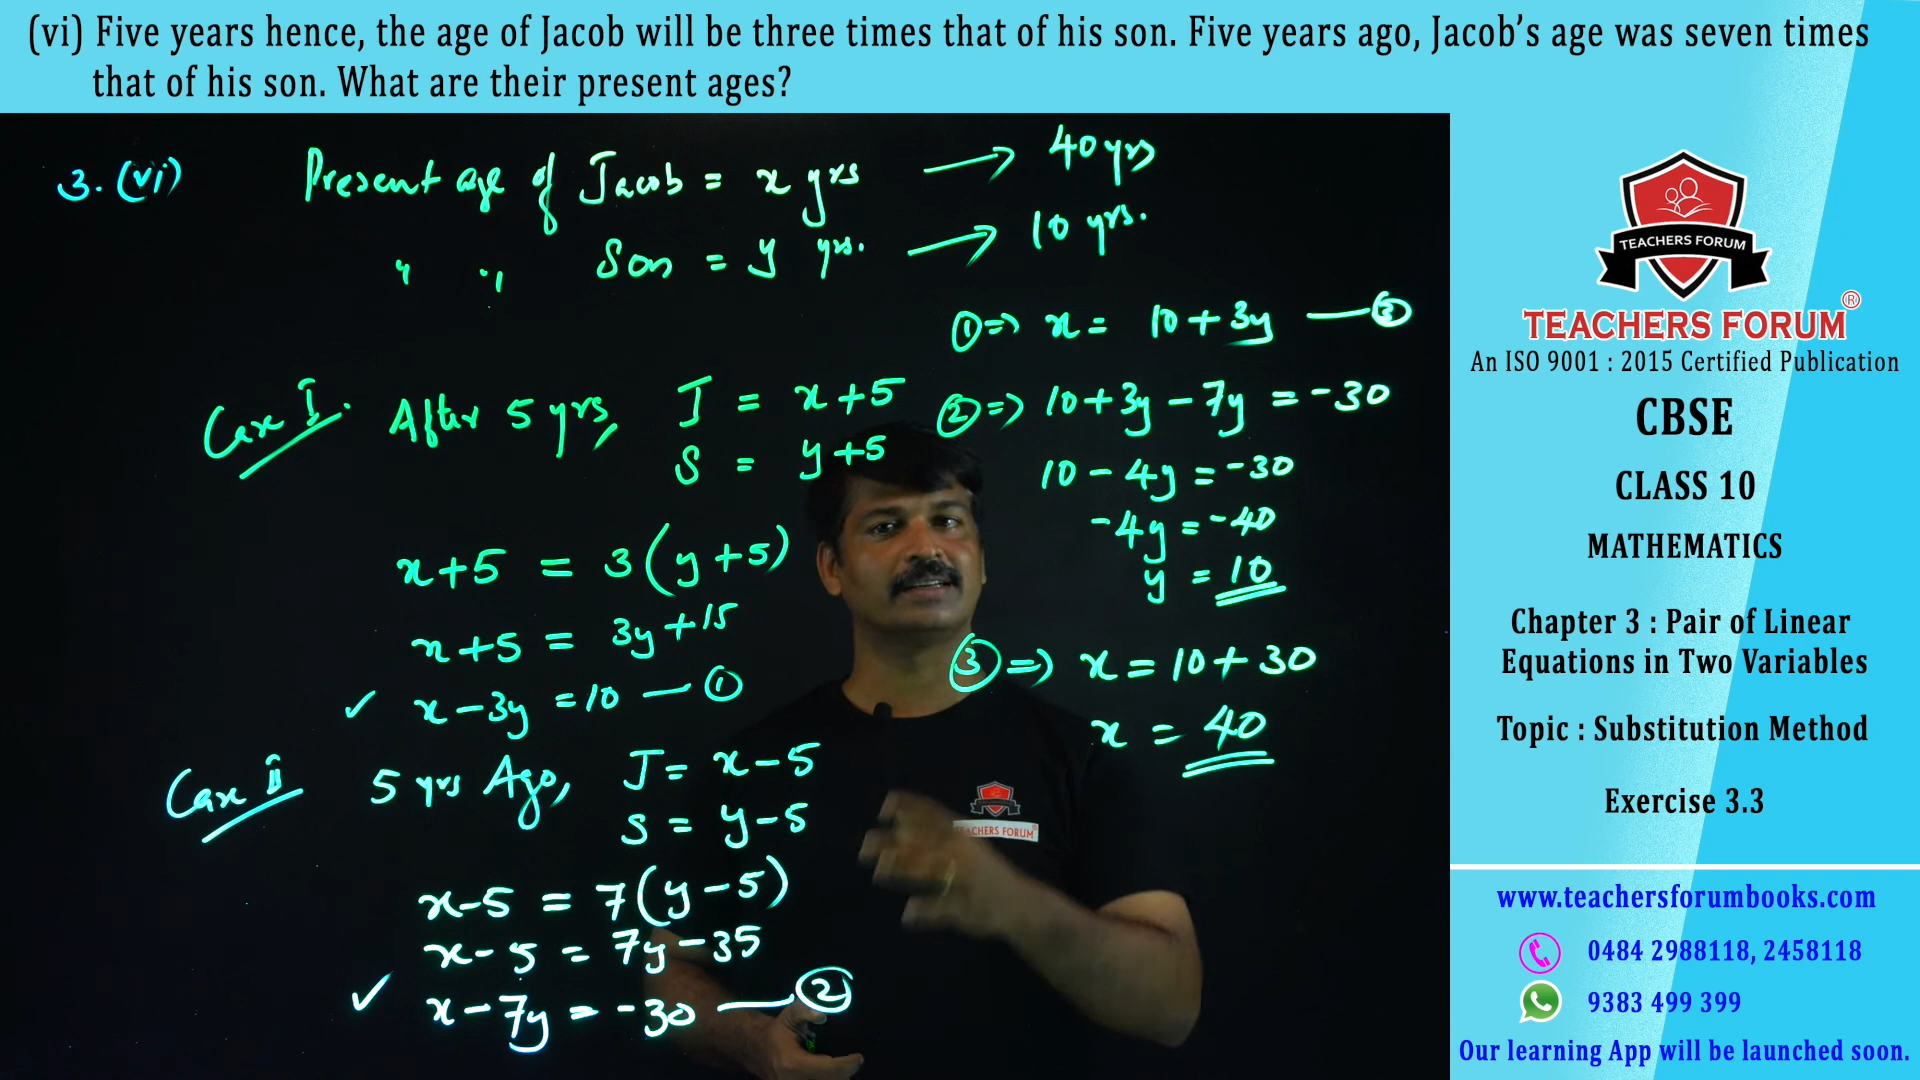 (vi) Five years hence, the age of Jacob will be three times that of his son. Five years ago, Jacob's age was seven times
that of his son. What are their present ages?
3. (vi) Present age of Jacob = x yrs → 40 yrs
" " Son = y yrs. → 10 yrs.
Case I. After 5 yrs, J = x+5
S = y+5
x+5 = 3(y+5)
x+5 = 3y+15
✓ x-3y = 10 — ①
Case II 5 yrs Ago, J = x-5
S = y-5
x-5 = 7(y-5)
x-5 = 7y-35
✓ x-7y = -30 — ②
① => x = 10+3y — ③
② => 10+3y-7y = -30
10-4y = -30
-4y = -40
y = 10
③ => x = 10+30
x = 40
TEACHERS FORUM
TEACHERS FORUM®
TEACHERS FORUM®
An ISO 9001 : 2015 Certified Publication
CBSE
CLASS 10
MATHEMATICS
Chapter 3 : Pair of Linear
Equations in Two Variables
Topic : Substitution Method
Exercise 3.3
www.teachersforumbooks.com
0484 2988118, 2458118
9383 499 399
Our learning App will be launched soon.